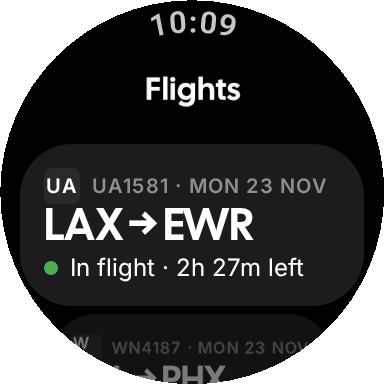 10:09
Flights
UA UA1581 · MON 23 NOV
LAX→EWR
In flight · 2h 27m left
W WN4187 · MON 23 NOV
→PHX